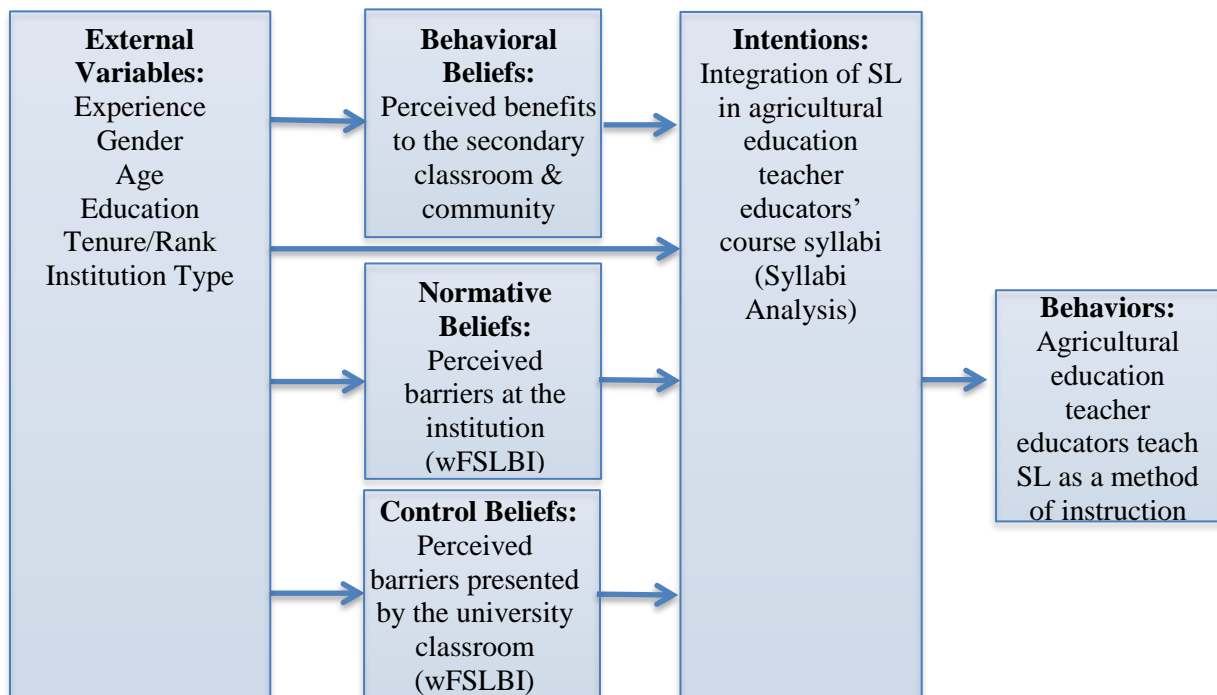 External
Variables:
Experience
Gender
Age
Education
Tenure/Rank
Institution Type
Behavioral
Beliefs:
Perceived benefits
to the secondary
classroom &
community
Normative
Beliefs:
Perceived
barriers at the
institution
(wFSLBI)
Control Beliefs:
Perceived
barriers presented
by the university
classroom
(wFSLBI)
Intentions:
Integration of SL
in agricultural
education
teacher
educators’
course syllabi
(Syllabi
Analysis)
Behaviors:
Agricultural
education
teacher
educators teach
SL as a method
of instruction